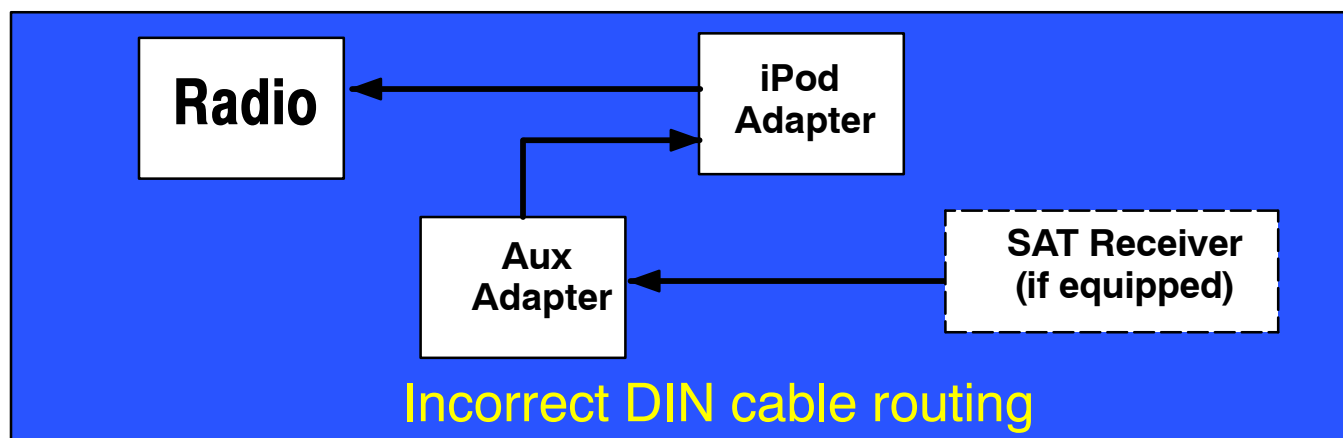 Radio
iPod
Adapter
Aux
Adapter
SAT Receiver
(if equipped)
Incorrect DIN cable routing